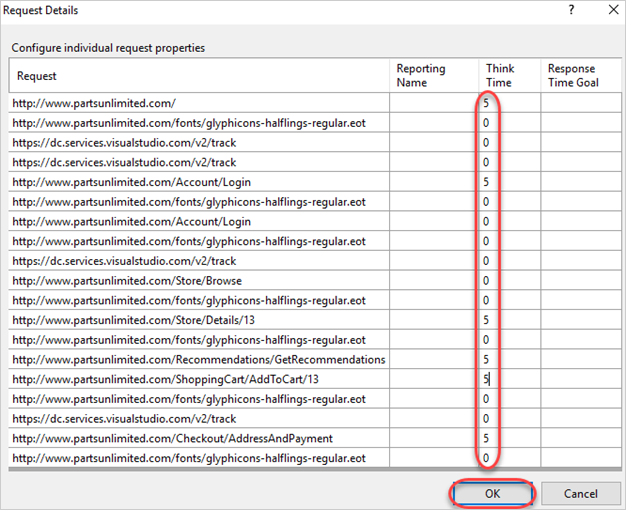 Request Details ? ×
Configure individual request properties
Request Reporting Name Think Time Response Time Goal
http://www.partsunlimited.com/ 5
http://www.partsunlimited.com/fonts/glyphicons-halflings-regular.eot 0
https://dc.services.visualstudio.com/v2/track 0
https://dc.services.visualstudio.com/v2/track 0
http://www.partsunlimited.com/Account/Login 5
http://www.partsunlimited.com/fonts/glyphicons-halflings-regular.eot 0
http://www.partsunlimited.com/Account/Login 0
http://www.partsunlimited.com/fonts/glyphicons-halflings-regular.eot 0
https://dc.services.visualstudio.com/v2/track 0
http://www.partsunlimited.com/Store/Browse 0
http://www.partsunlimited.com/fonts/glyphicons-halflings-regular.eot 0
http://www.partsunlimited.com/Store/Details/13 5
http://www.partsunlimited.com/fonts/glyphicons-halflings-regular.eot 0
http://www.partsunlimited.com/Recommendations/GetRecommendations 5
http://www.partsunlimited.com/ShoppingCart/AddToCart/13 5
http://www.partsunlimited.com/fonts/glyphicons-halflings-regular.eot 0
https://dc.services.visualstudio.com/v2/track 0
http://www.partsunlimited.com/Checkout/AddressAndPayment 5
http://www.partsunlimited.com/fonts/glyphicons-halflings-regular.eot 0
OK Cancel